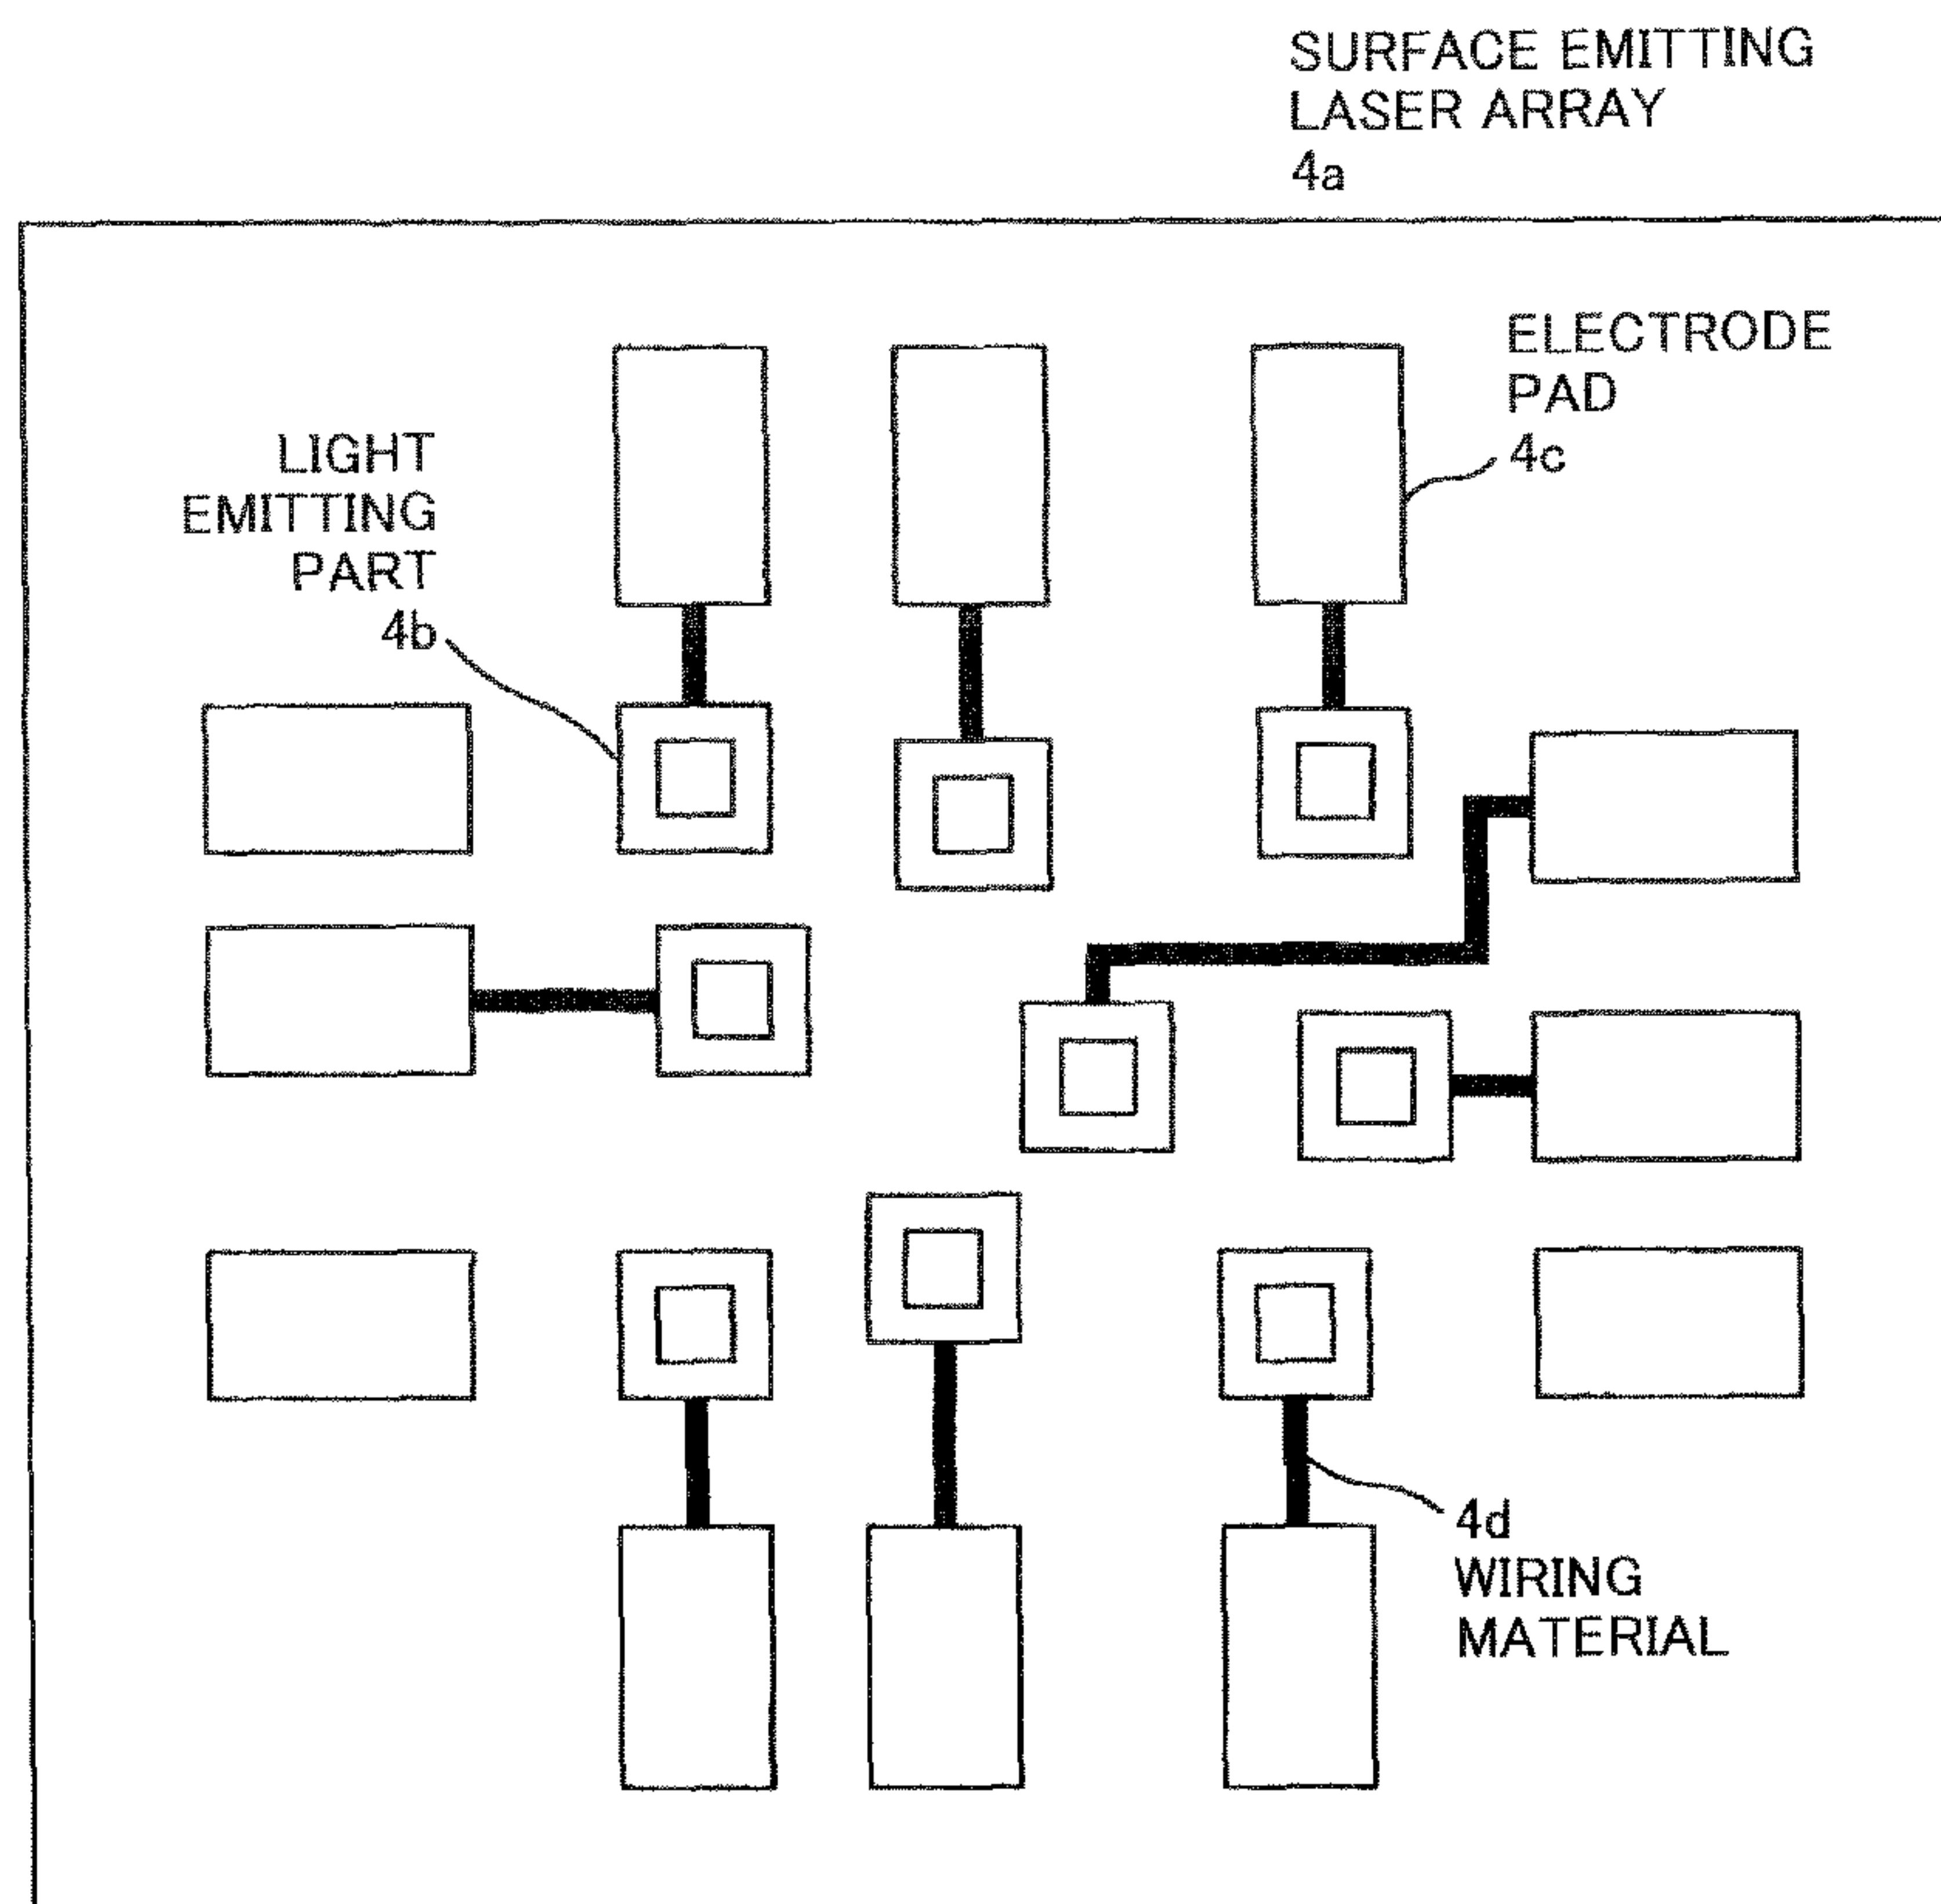 SURFACE EMITTING
LASER ARRAY
4a
ELECTRODE
PAD
4c
LIGHT
EMITTING
PART
4b
4d
WIRING
MATERIAL